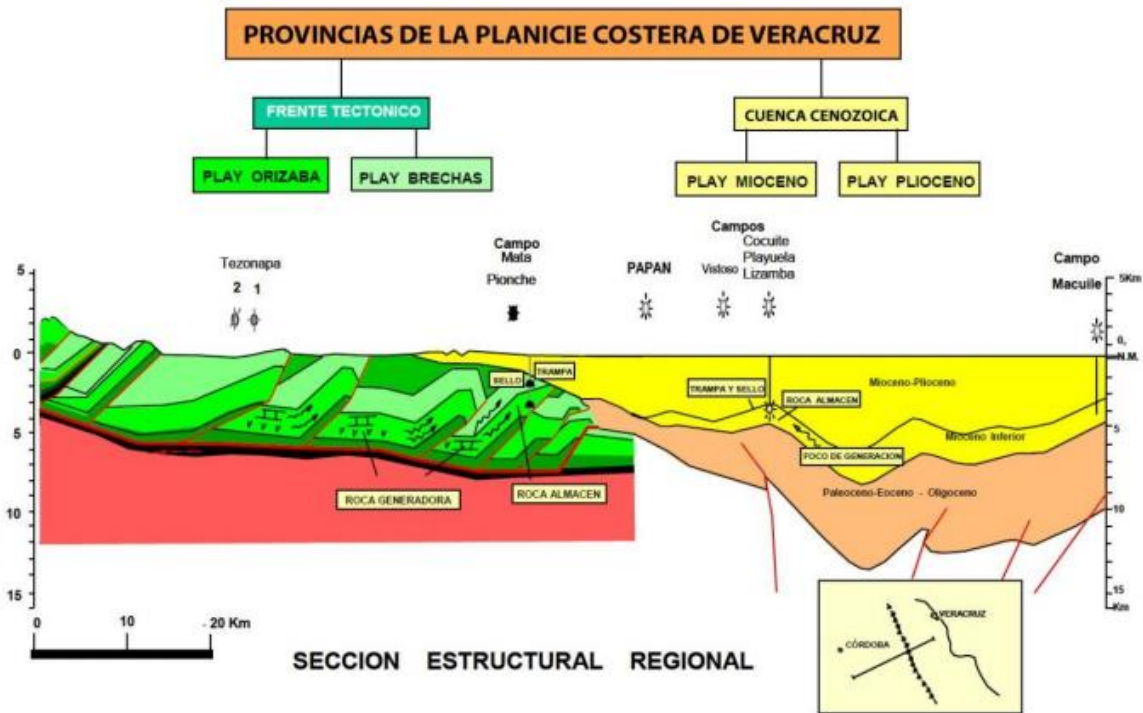 PROVINCIAS DE LA PLANICIE COSTERA DE VERACRUZ
FRENTE TECTONICO
CUENCA CENOZOICA
PLAY ORIZABA
PLAY BRECHAS
PLAY MIOCENO
PLAY PLIOCENO
Tezonapa
2 1
Campo
Mata
Pionche
PAPAN
Vistoso
Campos
Cocuite
Playuela
Lizamba
Campo
Macuile
5
0
5
10
15
5Km
0,
N.M.
5
10
15
Km
SELLO
TRAMPA
TRAMPA Y SELLO
ROCA ALMACEN
Mioceno-Plioceno
Mioceno Inferior
FOCO DE GENERACION
Paleoceno-Eoceno - Oligoceno
ROCA GENERADORA
ROCA ALMACEN
0 10 20 Km
SECCION ESTRUCTURAL REGIONAL
VERACRUZ
CÓRDOBA